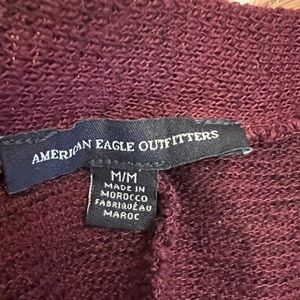 AMERICAN EAGLE OUTFITTERS
M/M
MADE IN
MOROCCO
FABRIQUÉ AU
MAROC